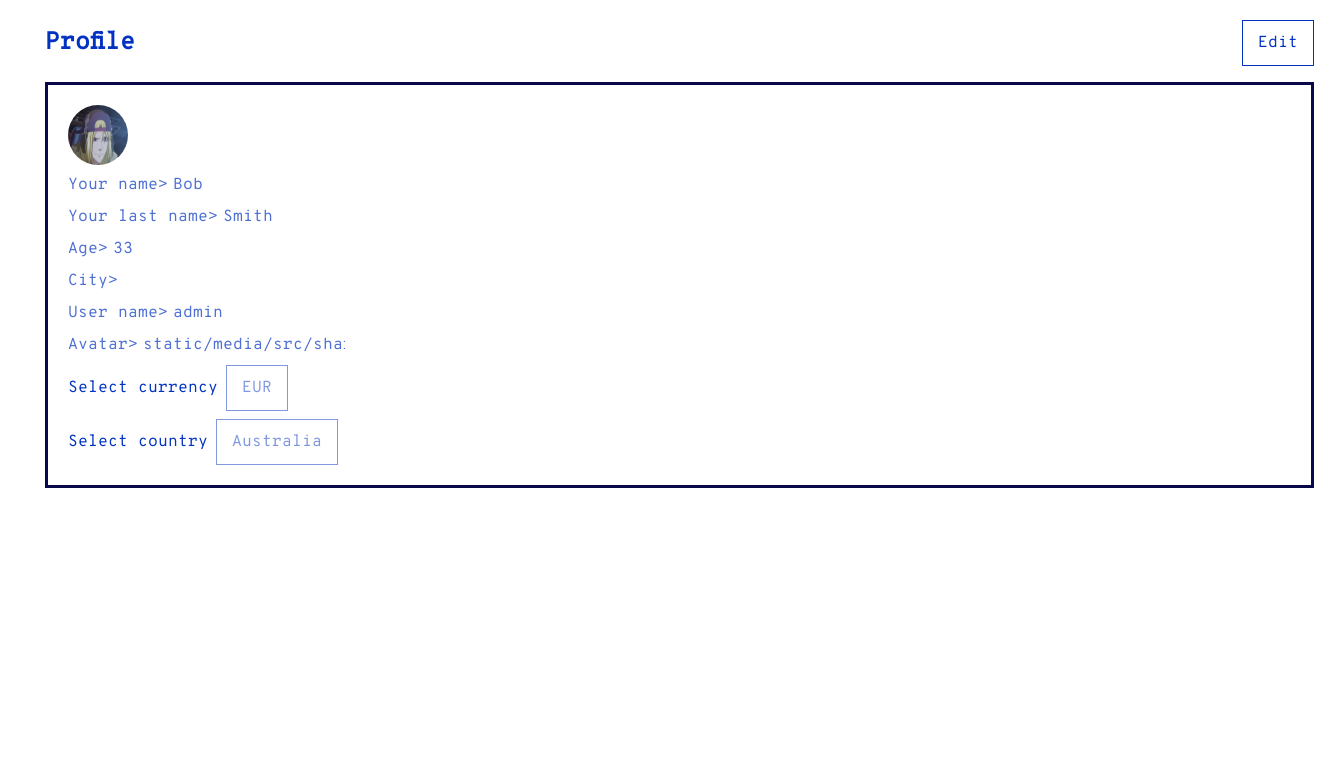 Profile
Edit
Your name> Bob
Your last name> Smith
Age> 33
City>
User name> admin
Avatar> static/media/src/sha
Select currency EUR
Select country Australia